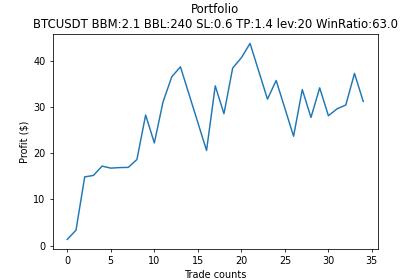 Portfolio
BTCUSDT BBM:2.1 BBL:240 SL:0.6 TP:1.4 lev:20 WinRatio:63.0
Profit ($)
40
30
20
10
0
0 5 10 15 20 25 30 35
Trade counts